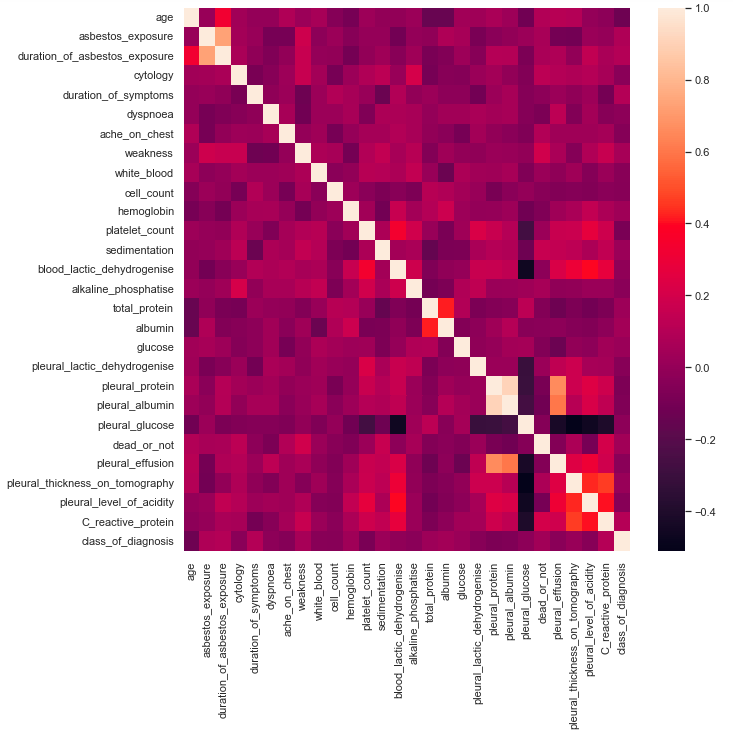 age
asbestos_exposure
duration_of_asbestos_exposure
cytology
duration_of_symptoms
dyspnoea
ache_on_chest
weakness
white_blood
cell_count
hemoglobin
platelet_count
sedimentation
blood_lactic_dehydrogenise
alkaline_phosphatise
total_protein
albumin
glucose
pleural_lactic_dehydrogenise
pleural_protein
pleural_albumin
pleural_glucose
dead_or_not
pleural_effusion
pleural_thickness_on_tomography
pleural_level_of_acidity
C_reactive_protein
class_of_diagnosis
age
asbestos_exposure
duration_of_asbestos_exposure
cytology
duration_of_symptoms
dyspnoea
ache_on_chest
weakness
white_blood
cell_count
hemoglobin
platelet_count
sedimentation
blood_lactic_dehydrogenise
alkaline_phosphatise
total_protein
albumin
glucose
pleural_lactic_dehydrogenise
pleural_protein
pleural_albumin
pleural_glucose
dead_or_not
pleural_effusion
pleural_thickness_on_tomography
pleural_level_of_acidity
C_reactive_protein
class_of_diagnosis
1.0
0.8
0.6
0.4
0.2
0.0
−0.2
−0.4